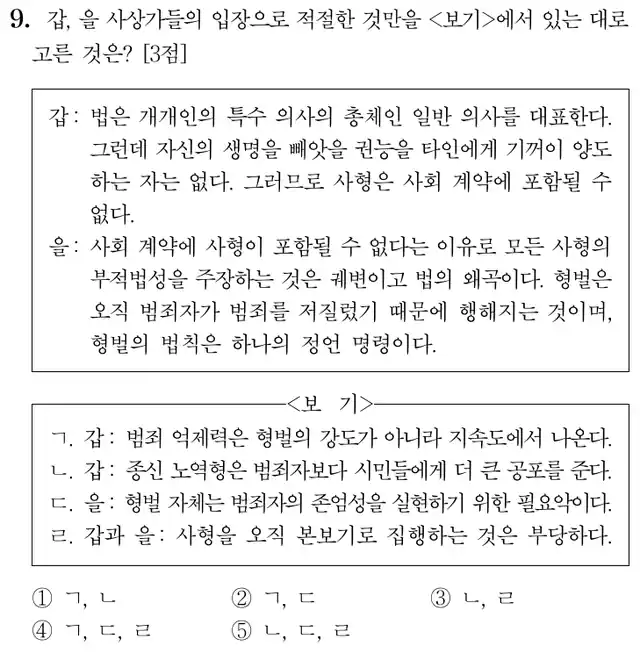 9. 갑, 을 사상가들의 입장으로 적절한 것만을 <보기>에서 있는 대로
고른 것은? [3점]
갑: 법은 개개인의 특수 의사의 총체인 일반 의사를 대표한다.
그런데 자신의 생명을 빼앗을 권능을 타인에게 기꺼이 양도
하는 자는 없다. 그러므로 사형은 사회 계약에 포함될 수
없다.
을: 사회 계약에 사형이 포함될 수 없다는 이유로 모든 사형의
부적법성을 주장하는 것은 궤변이고 법의 왜곡이다. 형벌은
오직 범죄자가 범죄를 저질렀기 때문에 행해지는 것이며,
형벌의 법칙은 하나의 정언 명령이다.
<보 기>
ㄱ. 갑: 범죄 억제력은 형벌의 강도가 아니라 지속도에서 나온다.
ㄴ. 갑: 종신 노역형은 범죄자보다 시민들에게 더 큰 공포를 준다.
ㄷ. 을: 형벌 자체는 범죄자의 존엄성을 실현하기 위한 필요악이다.
ㄹ. 갑과 을: 사형을 오직 본보기로 집행하는 것은 부당하다.
① ㄱ, ㄴ ② ㄱ, ㄷ ③ ㄴ, ㄹ
④ ㄱ, ㄷ, ㄹ ⑤ ㄴ, ㄷ, ㄹ